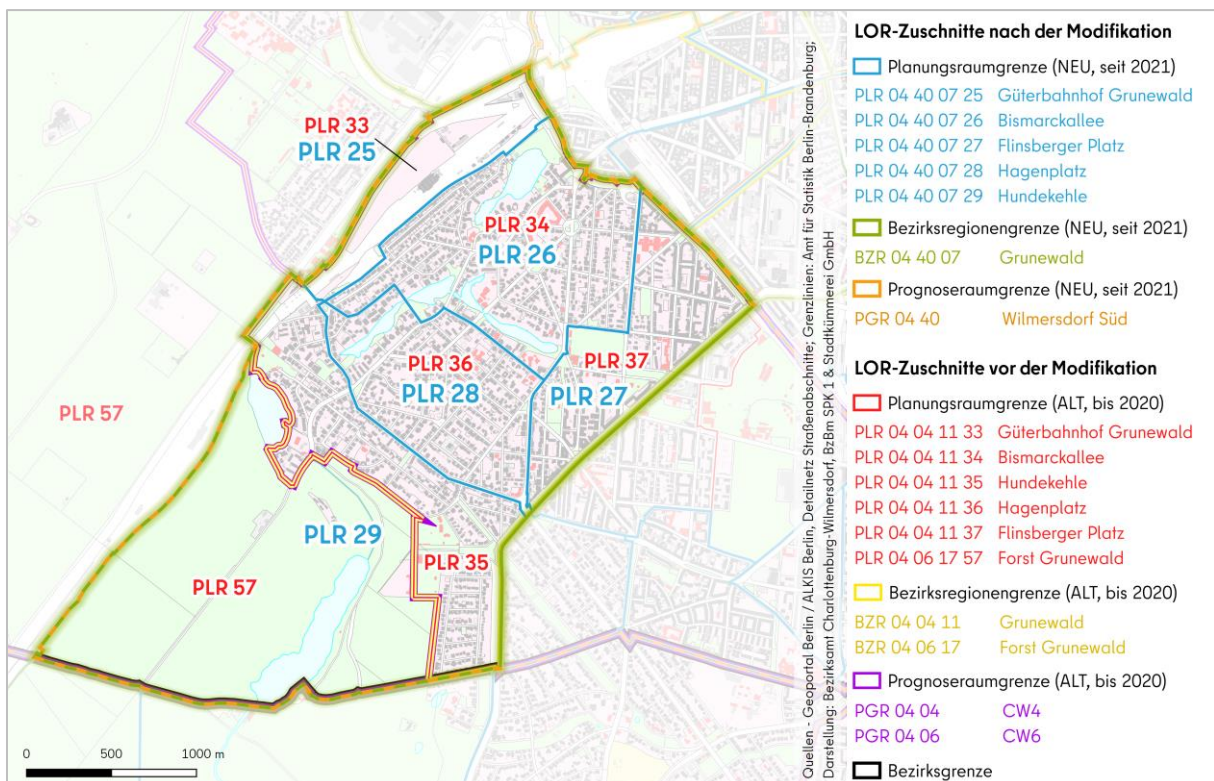 PLR 33
PLR 25
PLR 34
PLR 26
PLR 36
PLR 28
PLR 37
PLR 27
PLR 57
PLR 29
PLR 57
PLR 35
0 500 1000 m
Quellen - Geoportal Berlin / ALKIS Berlin, Detailnetz Straßenabschnitte; Grenzlinien: Amt für Statistik Berlin-Brandenburg;
Darstellung: Bezirksamt Charlottenburg-Wilmersdorf, BzBm SPK 1 & Stadtkümmerei GmbH
LOR-Zuschnitte nach der Modifikation
Planungsraumgrenze (NEU, seit 2021)
PLR 04 40 07 25 Güterbahnhof Grunewald
PLR 04 40 07 26 Bismarckallee
PLR 04 40 07 27 Flinsberger Platz
PLR 04 40 07 28 Hagenplatz
PLR 04 40 07 29 Hundekehle
Bezirksregionengrenze (NEU, seit 2021)
BZR 04 40 07 Grunewald
Prognoseraumgrenze (NEU, seit 2021)
PGR 04 40 Wilmersdorf Süd
LOR-Zuschnitte vor der Modifikation
Planungsraumgrenze (ALT, bis 2020)
PLR 04 04 11 33 Güterbahnhof Grunewald
PLR 04 04 11 34 Bismarckallee
PLR 04 04 11 35 Hundekehle
PLR 04 04 11 36 Hagenplatz
PLR 04 04 11 37 Flinsberger Platz
PLR 04 06 17 57 Forst Grunewald
Bezirksregionengrenze (ALT, bis 2020)
BZR 04 04 11 Grunewald
BZR 04 06 17 Forst Grunewald
Prognoseraumgrenze (ALT, bis 2020)
PGR 04 04 CW4
PGR 04 06 CW6
Bezirksgrenze